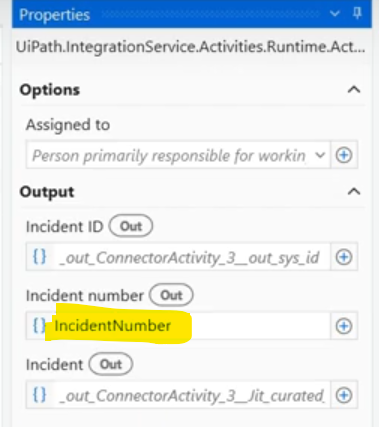 Properties
UiPath.IntegrationService.Activities.Runtime.Act...
Options
Assigned to
Person primarily responsible for workin
Output
Incident ID Out
{} _out_ConnectorActivity_3__out_sys_id
Incident number Out
{} IncidentNumber
Incident Out
{} _out_ConnectorActivity_3__Jit_curated_